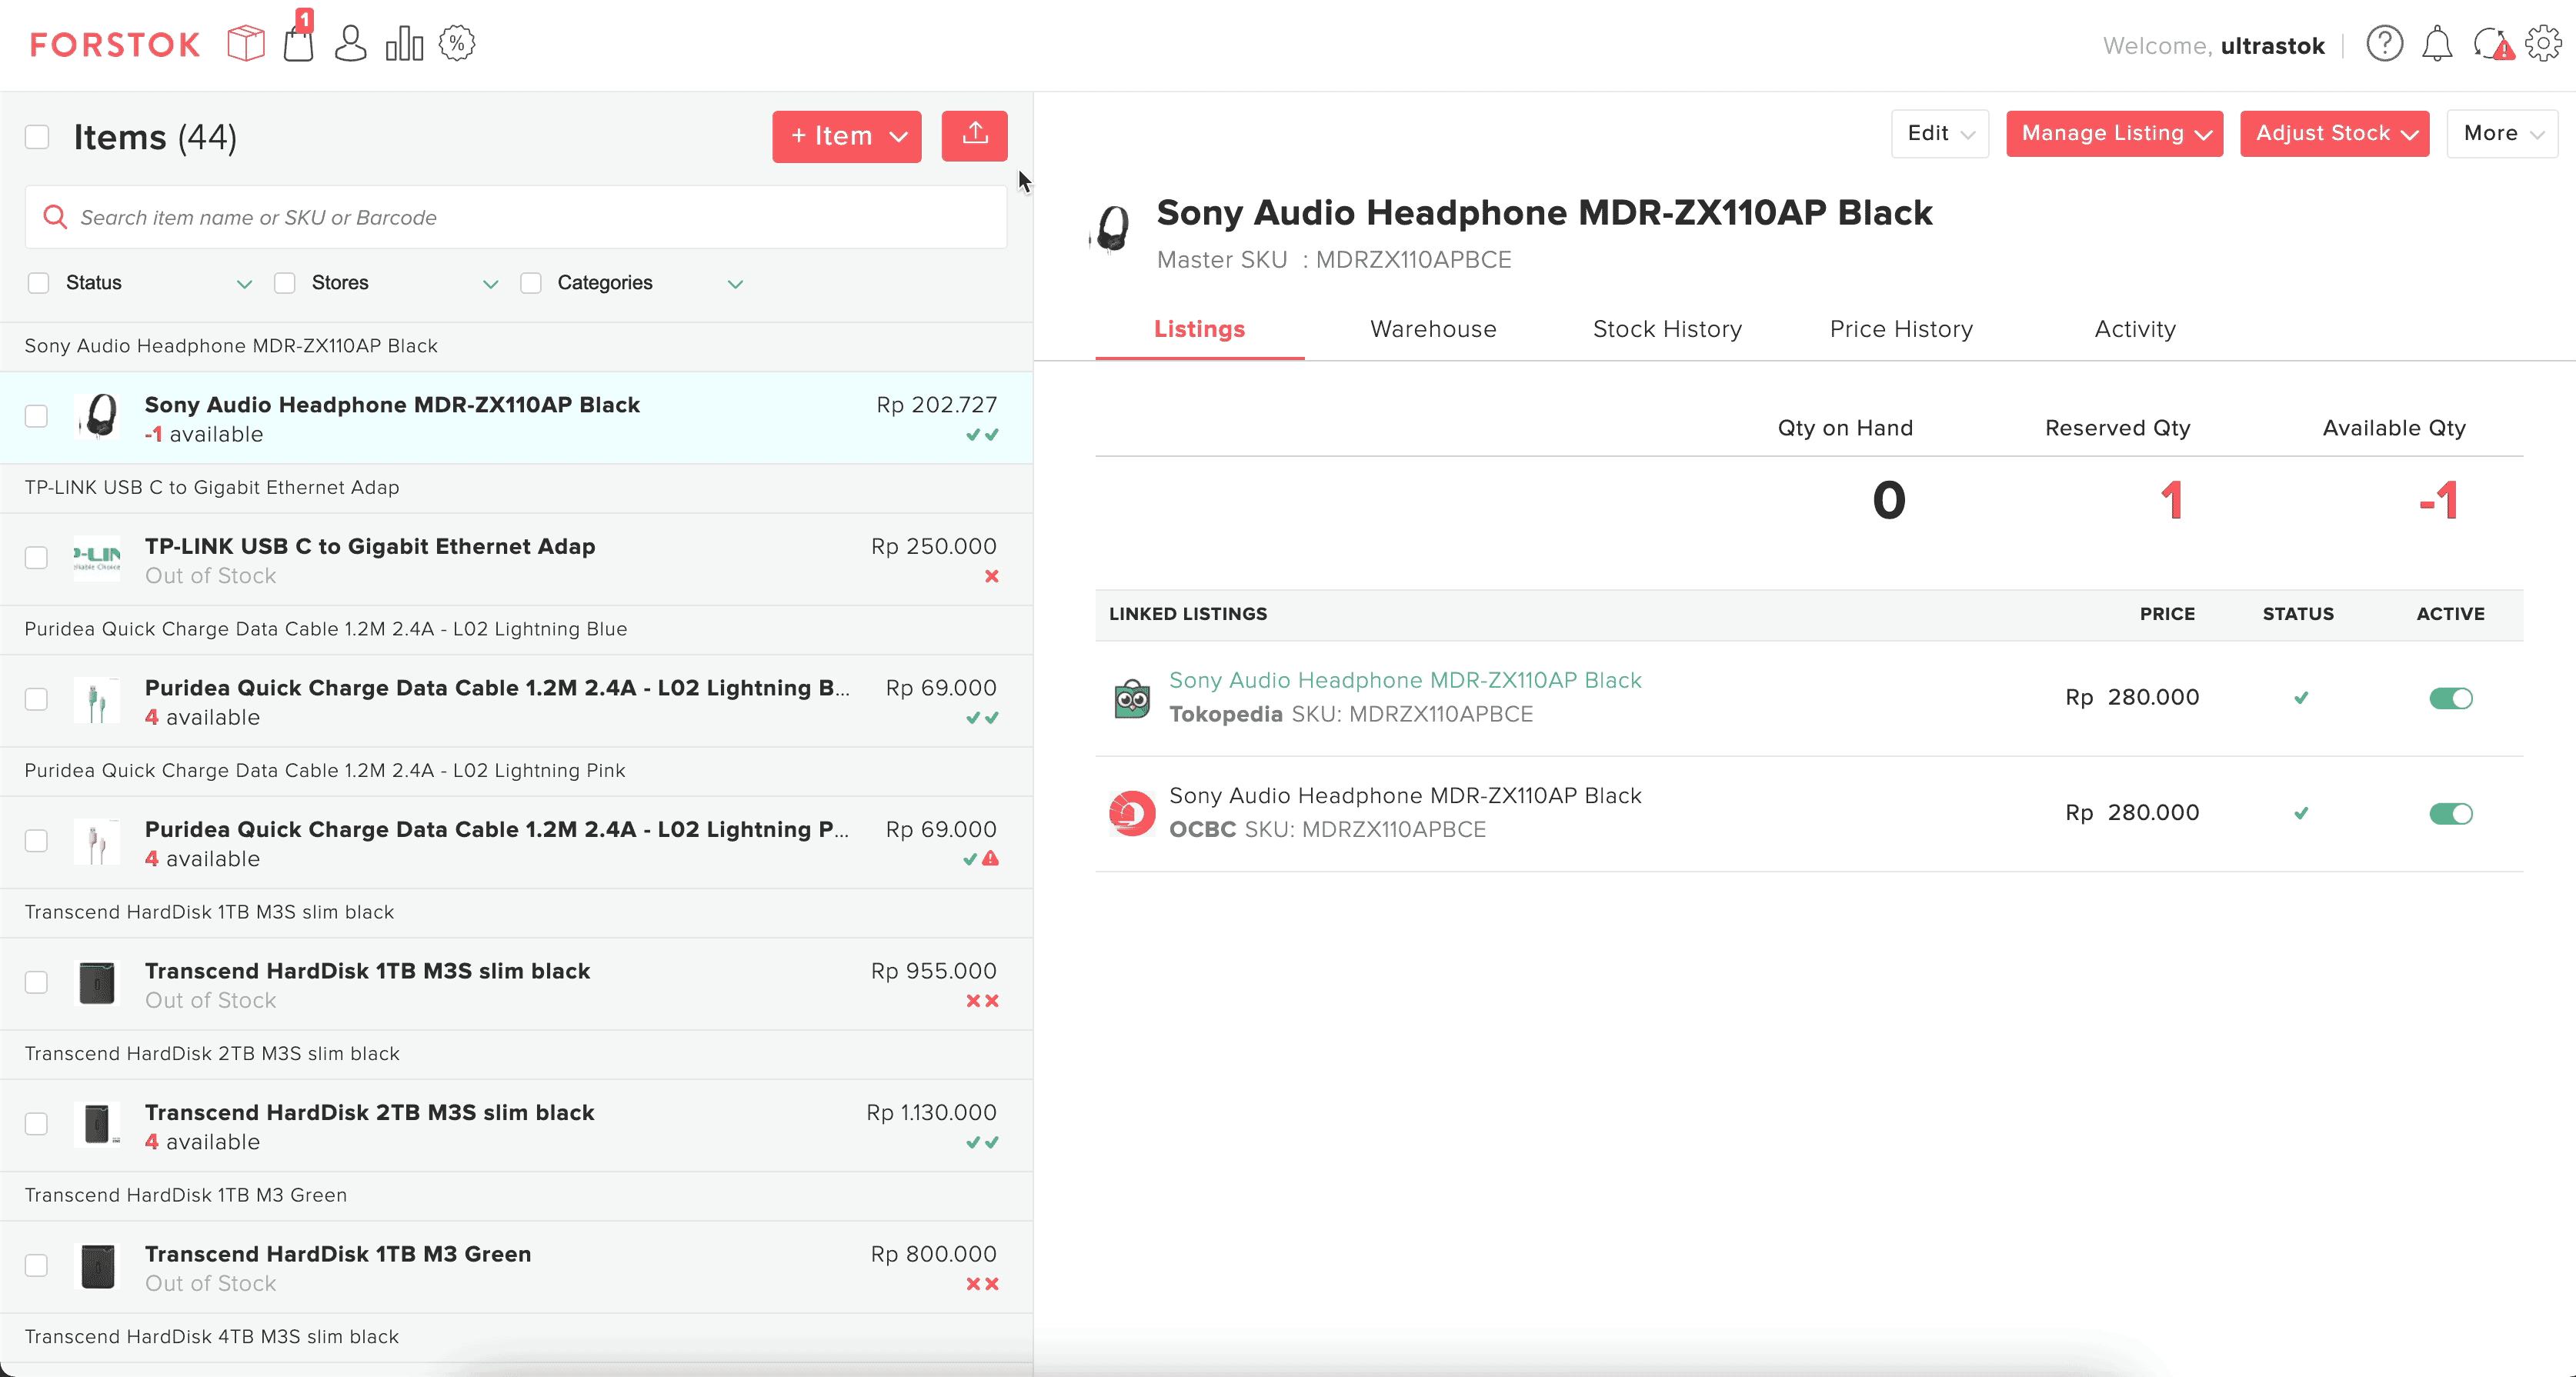 FORSTOK
1
Welcome, ultrastok
Items (44)
+ Item
Edit
Manage Listing
Adjust Stock
More
Search item name or SKU or Barcode
Status
Stores
Categories
Sony Audio Headphone MDR-ZX110AP Black
Sony Audio Headphone MDR-ZX110AP Black
Rp 202.727
-1 available
TP-LINK USB C to Gigabit Ethernet Adap
TP-LINK USB C to Gigabit Ethernet Adap
Rp 250.000
Out of Stock
Puridea Quick Charge Data Cable 1.2M 2.4A - L02 Lightning Blue
Puridea Quick Charge Data Cable 1.2M 2.4A - L02 Lightning B...
Rp 69.000
4 available
Puridea Quick Charge Data Cable 1.2M 2.4A - L02 Lightning Pink
Puridea Quick Charge Data Cable 1.2M 2.4A - L02 Lightning P...
Rp 69.000
4 available
Transcend HardDisk 1TB M3S slim black
Transcend HardDisk 1TB M3S slim black
Rp 955.000
Out of Stock
Transcend HardDisk 2TB M3S slim black
Transcend HardDisk 2TB M3S slim black
Rp 1.130.000
4 available
Transcend HardDisk 1TB M3 Green
Transcend HardDisk 1TB M3 Green
Rp 800.000
Out of Stock
Transcend HardDisk 4TB M3S slim black
Sony Audio Headphone MDR-ZX110AP Black
Master SKU : MDRZX110APBCE
Listings
Warehouse
Stock History
Price History
Activity
Qty on Hand
Reserved Qty
Available Qty
0
1
-1
LINKED LISTINGS
PRICE
STATUS
ACTIVE
Sony Audio Headphone MDR-ZX110AP Black
Tokopedia SKU: MDRZX110APBCE
Rp 280.000
Sony Audio Headphone MDR-ZX110AP Black
OCBC SKU: MDRZX110APBCE
Rp 280.000